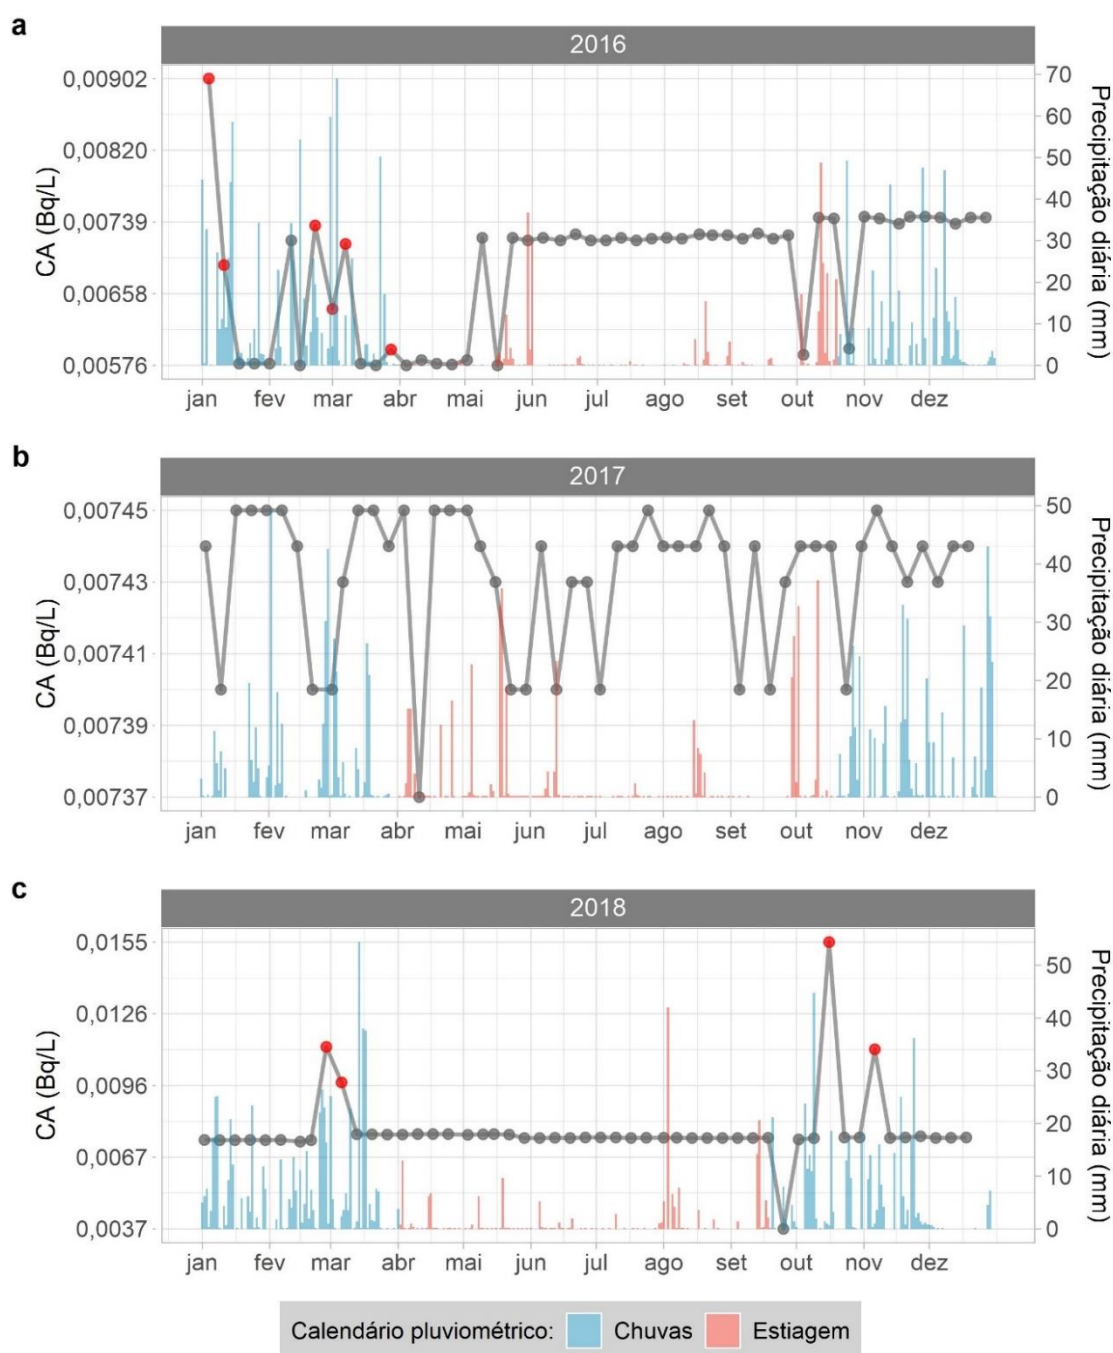 a
2016
0,00902
0,00820
0,00739
0,00658
0,00576
CA (Bq/L)
70
60
50
40
30
20
10
0
Precipitação diária (mm)
jan fev mar abr mai jun jul ago set out nov dez
b
2017
0,00745
0,00743
0,00741
0,00739
0,00737
CA (Bq/L)
50
40
30
20
10
0
Precipitação diária (mm)
jan fev mar abr mai jun jul ago set out nov dez
c
2018
0,0155
0,0126
0,0096
0,0067
0,0037
CA (Bq/L)
50
40
30
20
10
0
Precipitação diária (mm)
jan fev mar abr mai jun jul ago set out nov dez
Calendário pluviométrico: Chuvas Estiagem